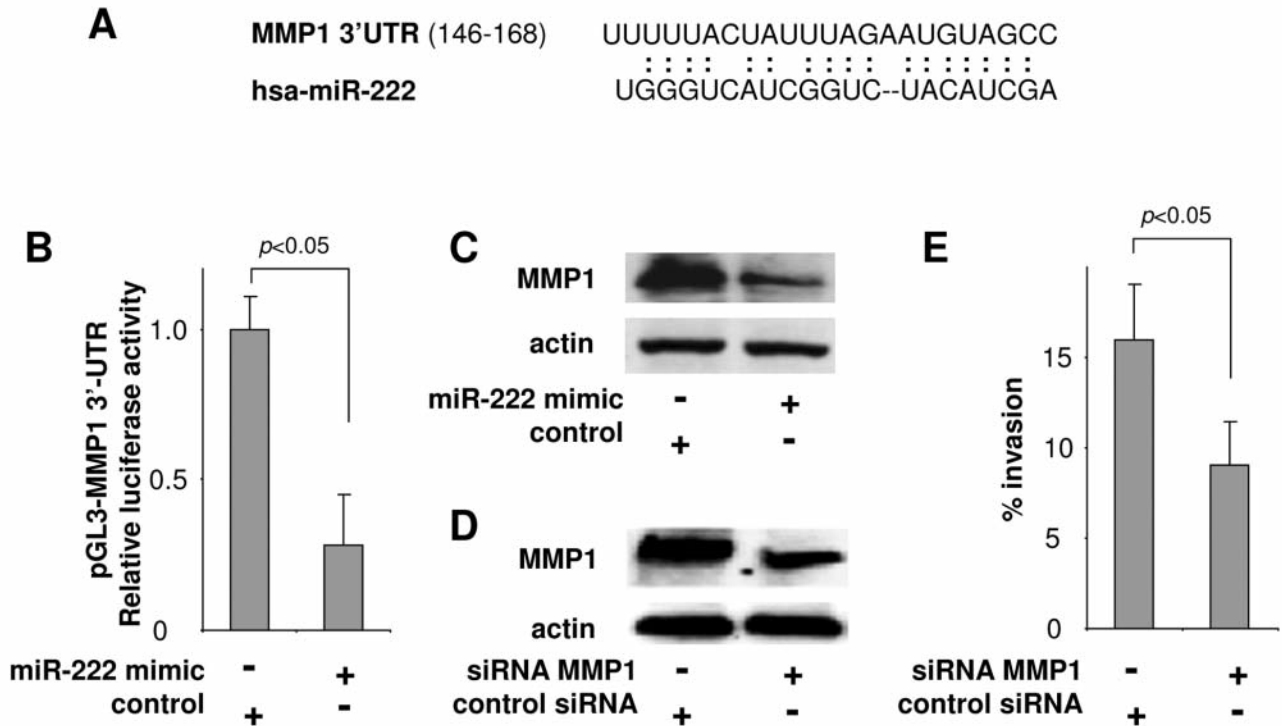 A
MMP1 3'UTR (146-168) UUUUUACUAUUUAGAAUGUAGCC
:::: :: :::: :::::::
hsa-miR-222 UGGGUCAUCGGUC--UACAUCGA
B
p<0.05
pGL3-MMP1 3'-UTR
Relative luciferase activity
1.0
0.5
0
miR-222 mimic - +
control + -
C
MMP1
actin
miR-222 mimic - +
control + -
D
MMP1
actin
siRNA MMP1 - +
control siRNA + -
E
p<0.05
% invasion
15
10
5
0
siRNA MMP1 - +
control siRNA + -